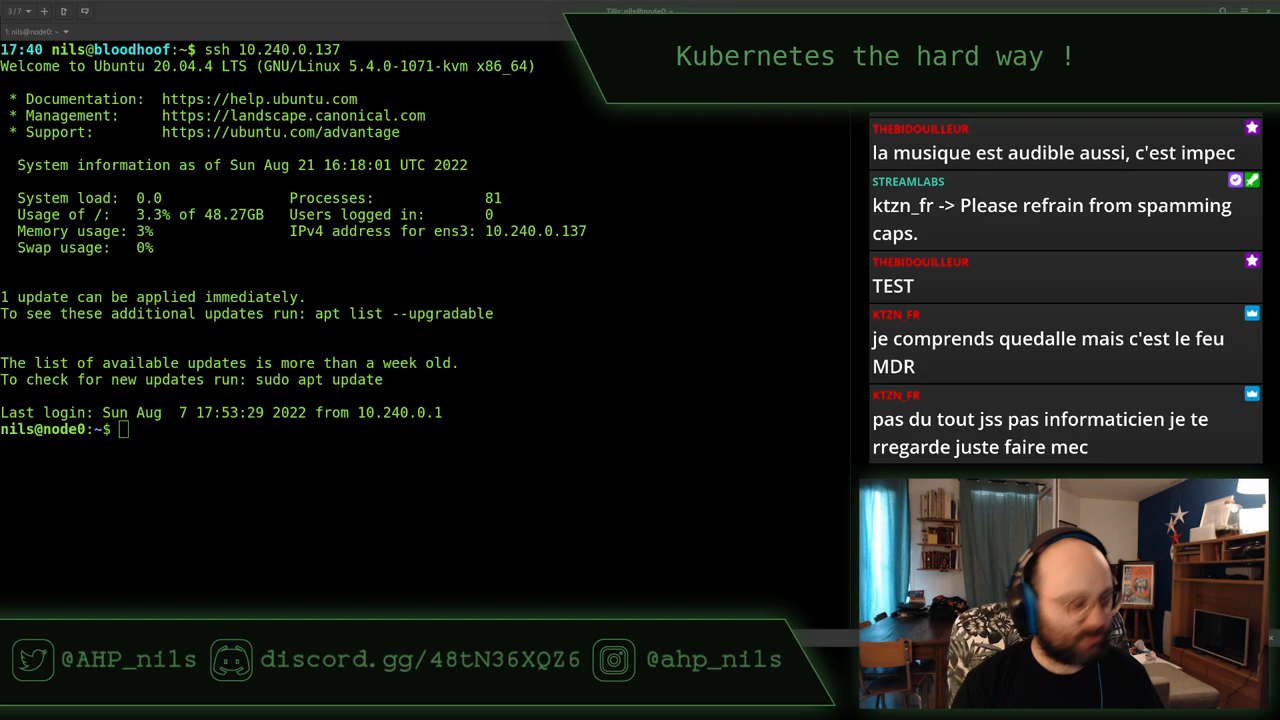 3/7
Tilix: nils@node0: ~
1: nils@node0: ~
17:40 nils@bloodhoof:~$ ssh 10.240.0.137
Welcome to Ubuntu 20.04.4 LTS (GNU/Linux 5.4.0-1071-kvm x86_64)
* Documentation:  https://help.ubuntu.com
* Management:     https://landscape.canonical.com
* Support:        https://ubuntu.com/advantage
System information as of Sun Aug 21 16:18:01 UTC 2022
System load:  0.0                Processes:               81
Usage of /:   3.3% of 48.27GB   Users logged in:         0
Memory usage: 3%                 IPv4 address for ens3: 10.240.0.137
Swap usage:   0%
1 update can be applied immediately.
To see these additional updates run: apt list --upgradable
The list of available updates is more than a week old.
To check for new updates run: sudo apt update
Last login: Sun Aug  7 17:53:29 2022 from 10.240.0.1
nils@node0:~$
Kubernetes the hard way !
THEBIDOUILLEUR
la musique est audible aussi, c'est impec
STREAMLABS
ktzn_fr -> Please refrain from spamming
caps.
THEBIDOUILLEUR
TEST
KTZN_FR
je comprends quedalle mais c'est le feu
MDR
KTZN_FR
pas du tout jss pas informaticien je te
rregarde juste faire mec
@AHP_nils discord.gg/48tN36XQZ6 @ahp_nils